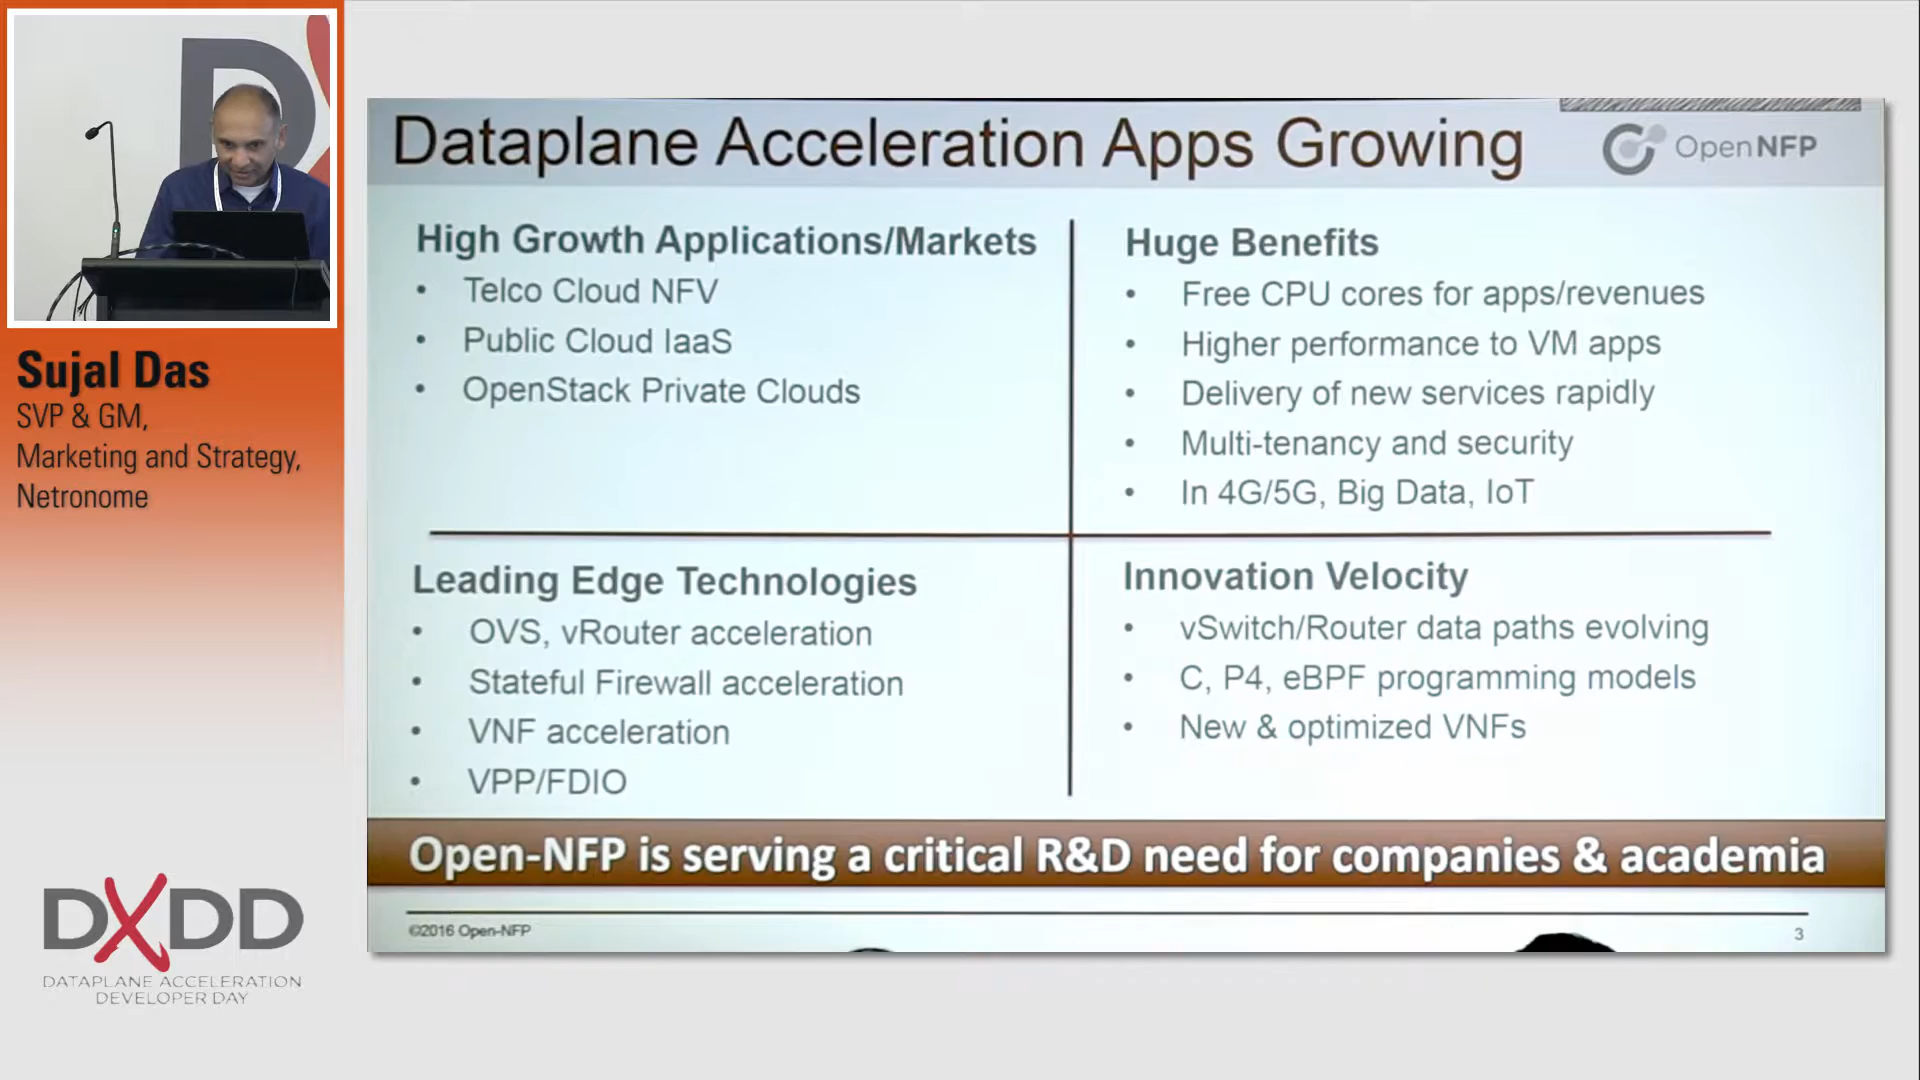 Dataplane Acceleration Apps Growing
Open NFP
High Growth Applications/Markets
• Telco Cloud NFV
• Public Cloud IaaS
• OpenStack Private Clouds
Huge Benefits
• Free CPU cores for apps/revenues
• Higher performance to VM apps
• Delivery of new services rapidly
• Multi-tenancy and security
• In 4G/5G, Big Data, IoT
Leading Edge Technologies
• OVS, vRouter acceleration
• Stateful Firewall acceleration
• VNF acceleration
• VPP/FDIO
Innovation Velocity
• vSwitch/Router data paths evolving
• C, P4, eBPF programming models
• New & optimized VNFs
Open-NFP is serving a critical R&D need for companies & academia
©2016 Open-NFP
3
Sujal Das
SVP & GM,
Marketing and Strategy,
Netronome
DXDD
DATAPLANE ACCELERATION
DEVELOPER DAY